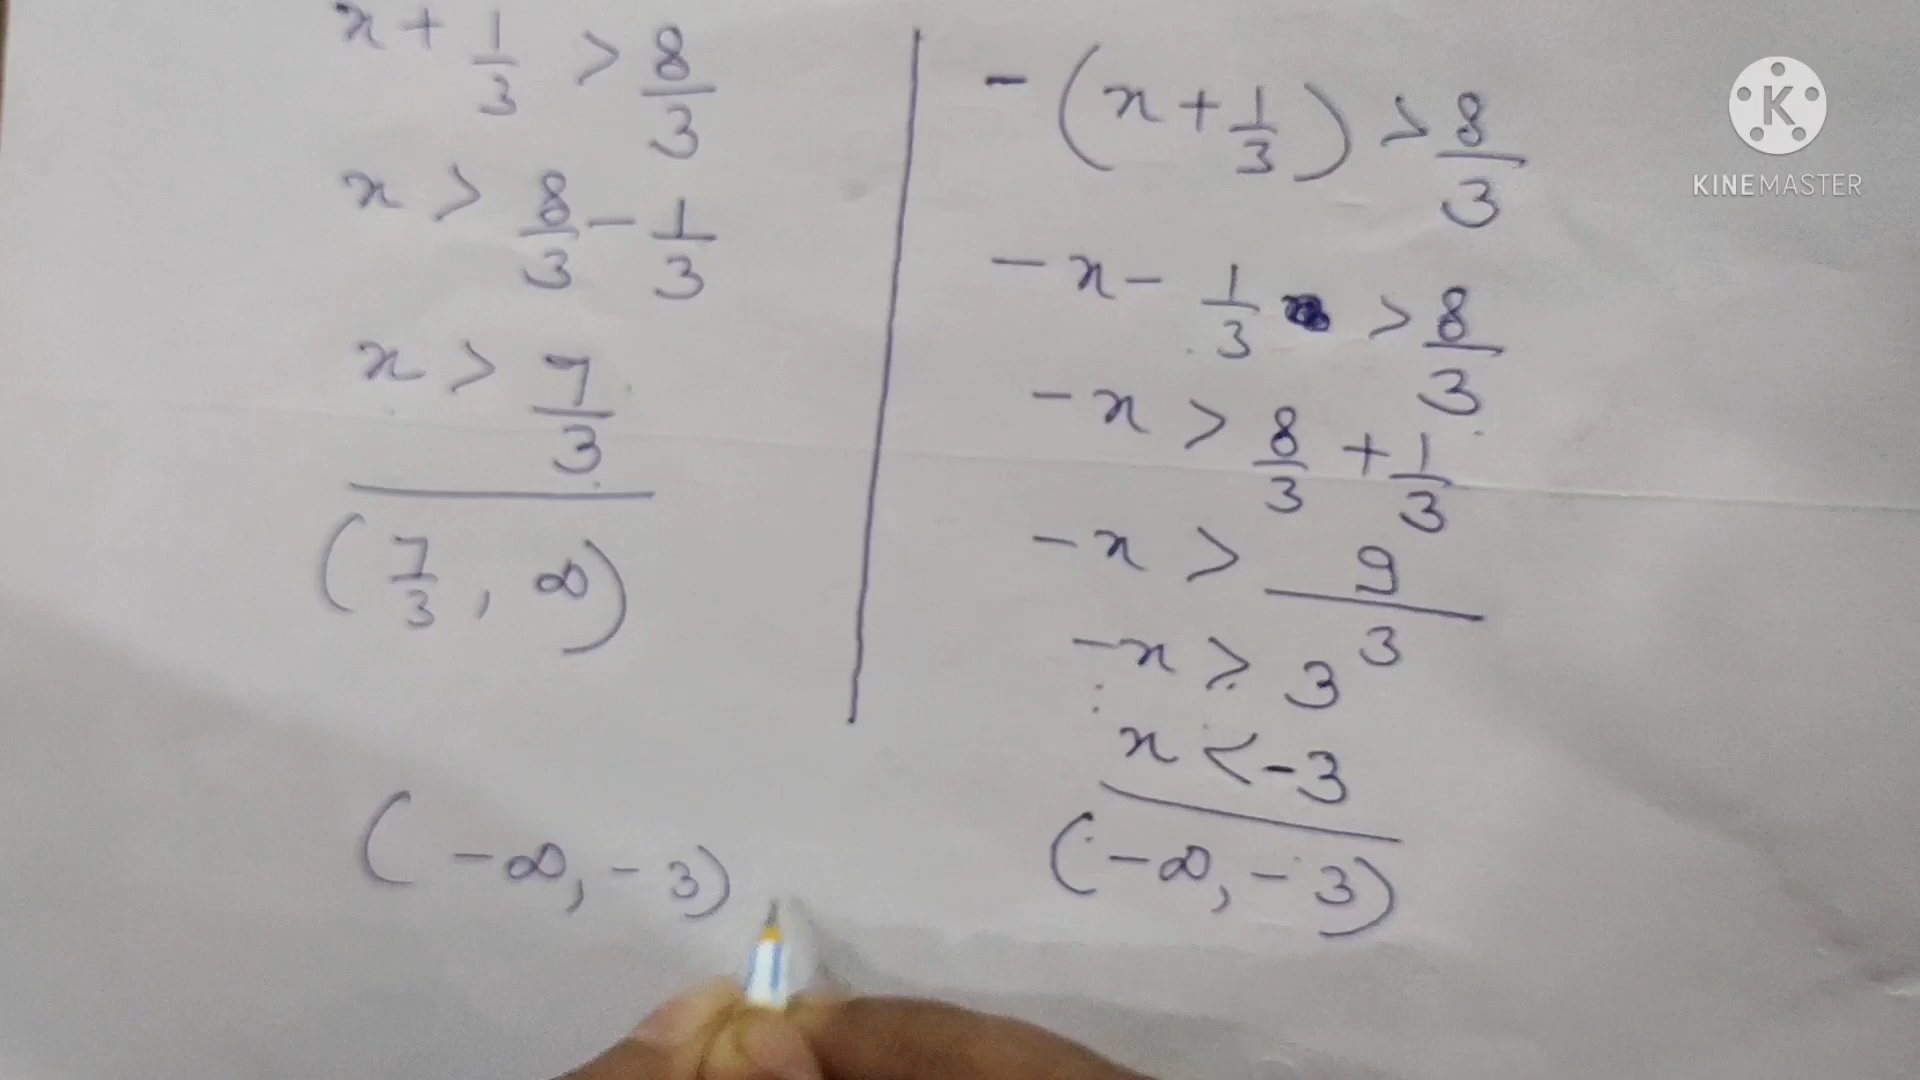 x + 1/3 > 8/3
x > 8/3 - 1/3
x > 7/3
(7/3, ∞)
-(x + 1/3) > 8/3
-x - 1/3 > 8/3
-x > 8/3 + 1/3
-x > 9/3
-x > 3
x < -3
(-∞, -3)
(-∞, -3)
K
KINEMASTER